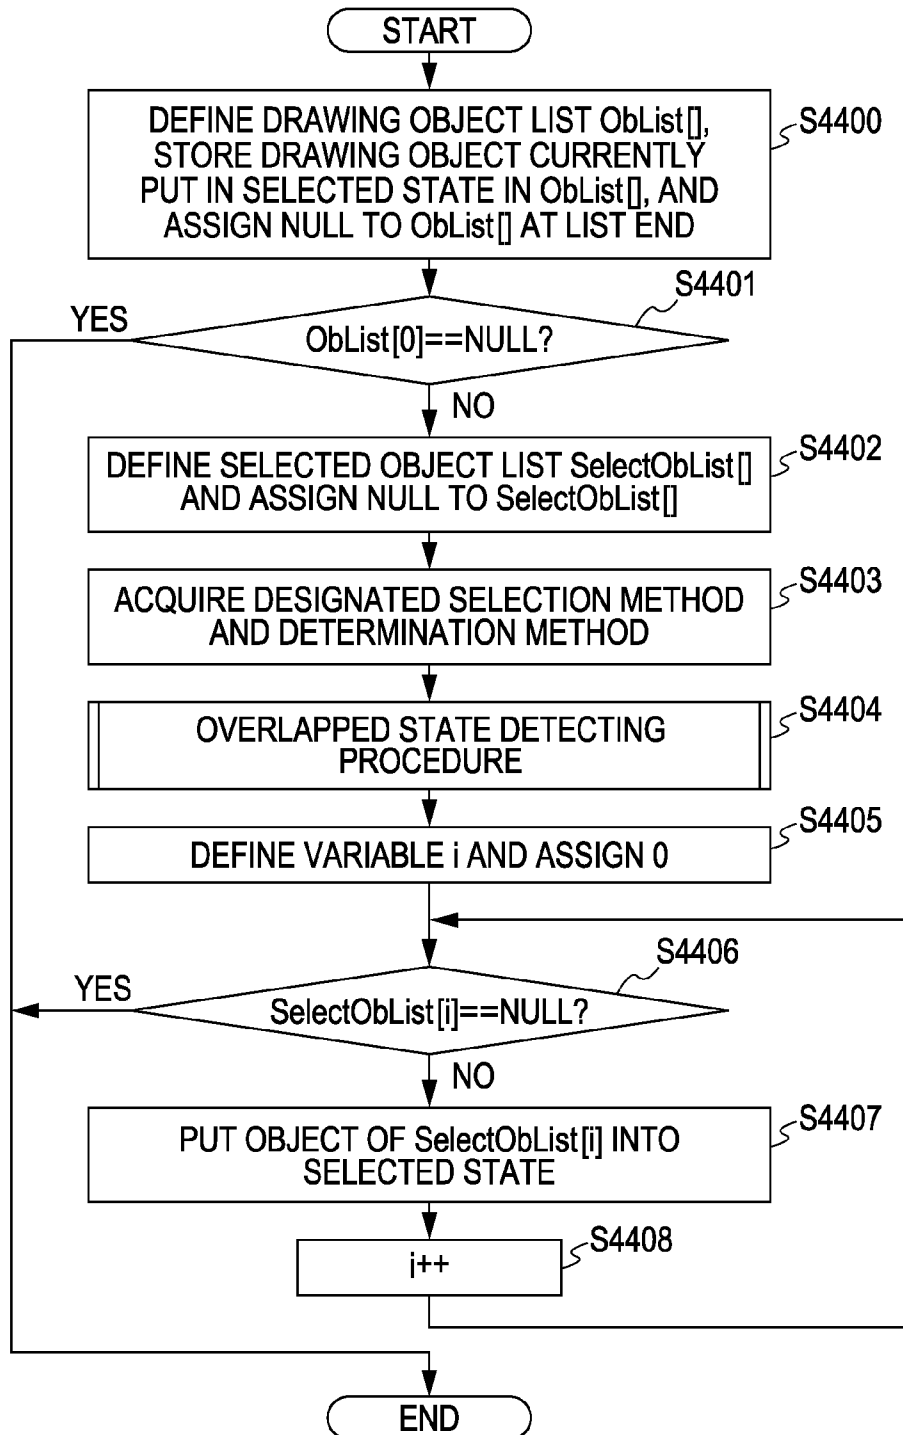 START
DEFINE DRAWING OBJECT LIST ObList[],
STORE DRAWING OBJECT CURRENTLY
PUT IN SELECTED STATE IN ObList[], AND
ASSIGN NULL TO ObList[] AT LIST END
S4400
S4401
YES
ObList[0]==NULL?
NO
S4402
DEFINE SELECTED OBJECT LIST SelectObList[]
AND ASSIGN NULL TO SelectObList[]
S4403
ACQUIRE DESIGNATED SELECTION METHOD
AND DETERMINATION METHOD
S4404
OVERLAPPED STATE DETECTING
PROCEDURE
S4405
DEFINE VARIABLE i AND ASSIGN 0
S4406
YES
SelectObList[i]==NULL?
NO
S4407
PUT OBJECT OF SelectObList[i] INTO
SELECTED STATE
S4408
i++
END